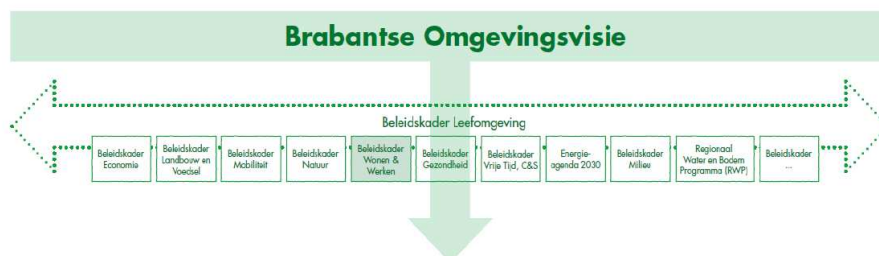 Brabantse Omgevingsvisie
Beleidskader Leefomgeving
Beleidskader
Economie
Beleidskader
Landbouw en
Voedsel
Beleidskader
Mobiliteit
Beleidskader
Natuur
Beleidskader
Wonen &
Werken
Beleidskader
Gezondheid
Beleidskader
Vrije Tijd, C&S
Energie-
agenda 2030
Beleidskader
Milieu
Regionaal
Water en Bodem
Programma (RWP)
Beleidskader
...